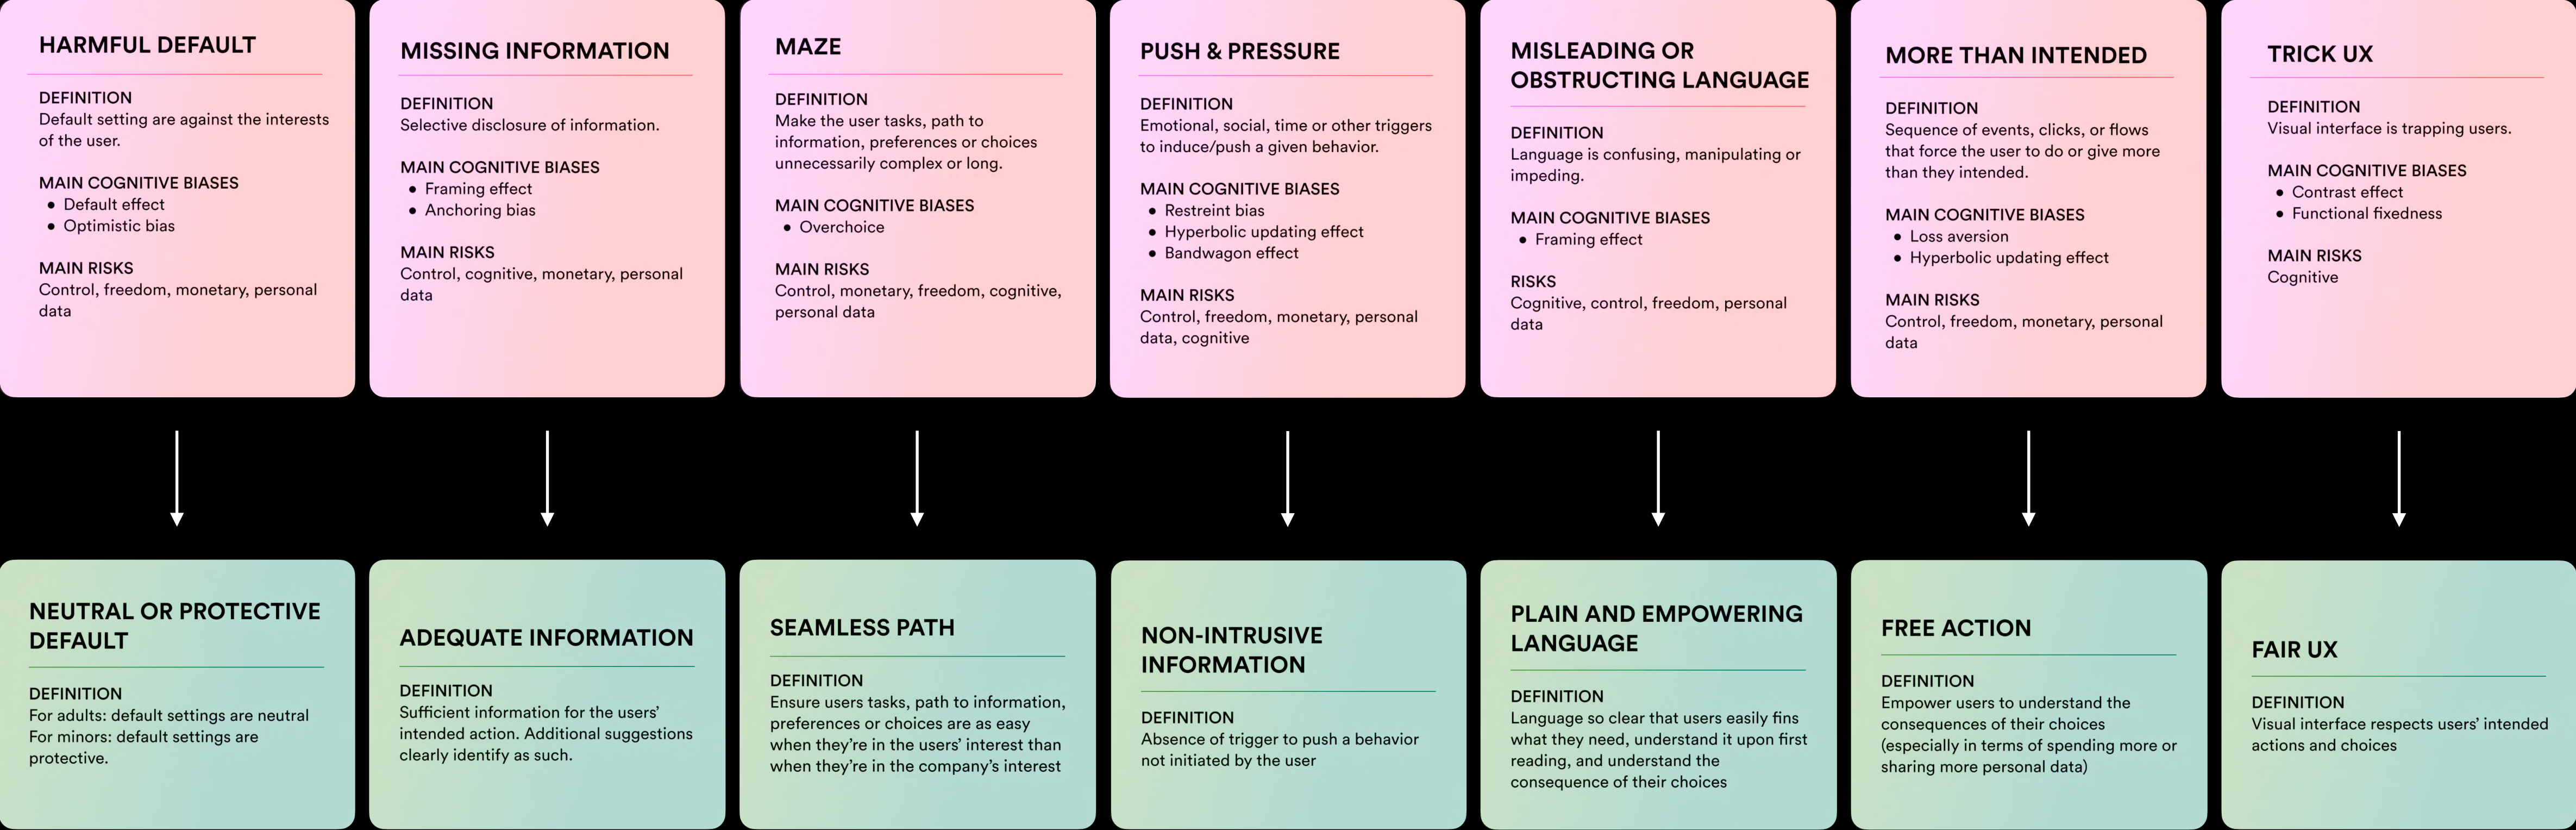 HARMFUL DEFAULT
DEFINITION
Default setting are against the interests
of the user.
MAIN COGNITIVE BIASES
● Default effect
● Optimistic bias
MAIN RISKS
Control, freedom, monetary, personal
data
MISSING INFORMATION
DEFINITION
Selective disclosure of information.
MAIN COGNITIVE BIASES
● Framing effect
● Anchoring bias
MAIN RISKS
Control, cognitive, monetary, personal
data
MAZE
DEFINITION
Make the user tasks, path to
information, preferences or choices
unnecessarily complex or long.
MAIN COGNITIVE BIASES
● Overchoice
MAIN RISKS
Control, monetary, freedom, cognitive,
personal data
PUSH & PRESSURE
DEFINITION
Emotional, social, time or other triggers
to induce/push a given behavior.
MAIN COGNITIVE BIASES
● Restreint bias
● Hyperbolic updating effect
● Bandwagon effect
MAIN RISKS
Control, freedom, monetary, personal
data, cognitive
MISLEADING OR
OBSTRUCTING LANGUAGE
DEFINITION
Language is confusing, manipulating or
impeding.
MAIN COGNITIVE BIASES
● Framing effect
RISKS
Cognitive, control, freedom, personal
data
MORE THAN INTENDED
DEFINITION
Sequence of events, clicks, or flows
that force the user to do or give more
than they intended.
MAIN COGNITIVE BIASES
● Loss aversion
● Hyperbolic updating effect
MAIN RISKS
Control, freedom, monetary, personal
data
TRICK UX
DEFINITION
Visual interface is trapping users.
MAIN COGNITIVE BIASES
● Contrast effect
● Functional fixedness
MAIN RISKS
Cognitive
NEUTRAL OR PROTECTIVE
DEFAULT
DEFINITION
For adults: default settings are neutral
For minors: default settings are
protective.
ADEQUATE INFORMATION
DEFINITION
Sufficient information for the users’
intended action. Additional suggestions
clearly identify as such.
SEAMLESS PATH
DEFINITION
Ensure users tasks, path to information,
preferences or choices are as easy
when they’re in the users’ interest than
when they’re in the company’s interest
NON-INTRUSIVE
INFORMATION
DEFINITION
Absence of trigger to push a behavior
not initiated by the user
PLAIN AND EMPOWERING
LANGUAGE
DEFINITION
Language so clear that users easily fins
what they need, understand it upon first
reading, and understand the
consequence of their choices
FREE ACTION
DEFINITION
Empower users to understand the
consequences of their choices
(especially in terms of spending more or
sharing more personal data)
FAIR UX
DEFINITION
Visual interface respects users’ intended
actions and choices